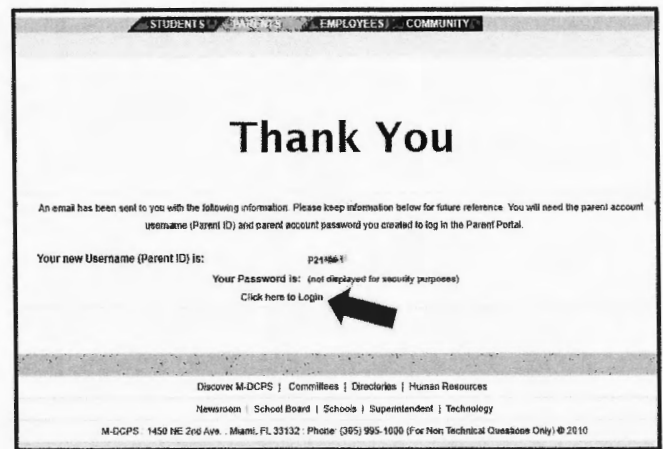 STUDENTS PARENTS EMPLOYEES COMMUNITY
Thank You
An email has been sent to you with the following information. Please keep information below for future reference. You will need the parent account
username (Parent ID) and parent account password you created to log in the Parent Portal.
Your new Username (Parent ID) is:
Your Password is: (not displayed for security purposes)
Click here to Login
Discover M-DCPS | Committees | Directories | Human Resources
Newsroom | School Board | Schools | Superintendent | Technology
M-DCPS . 1450 NE 2nd Ave. . Miami, FL 33132 . Phone: (305) 995-1000 (For Non Technical Questions Only) © 2010